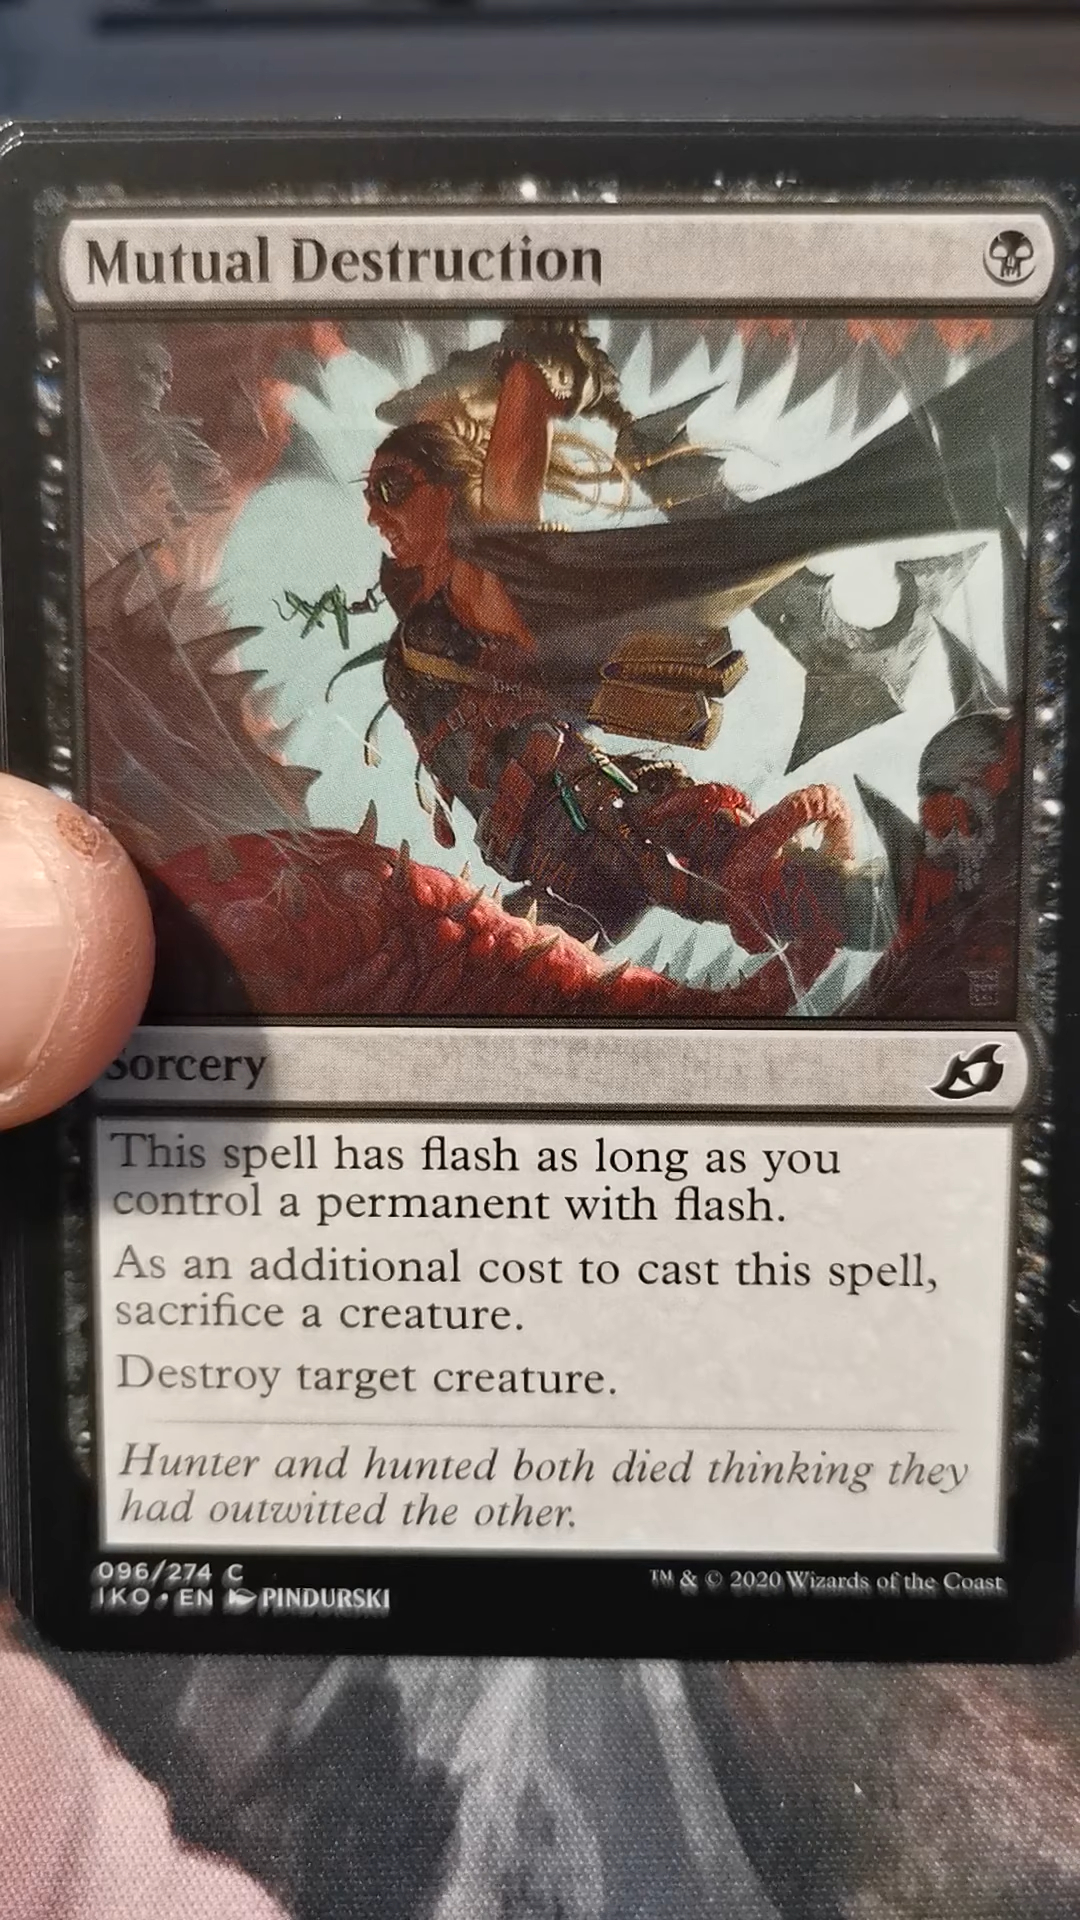 Mutual Destruction
Sorcery
This spell has flash as long as you
control a permanent with flash.
As an additional cost to cast this spell,
sacrifice a creature.
Destroy target creature.
Hunter and hunted both died thinking they
had outwitted the other.
096/274 C
IKO • EN PINDURSKI
™ & © 2020 Wizards of the Coast